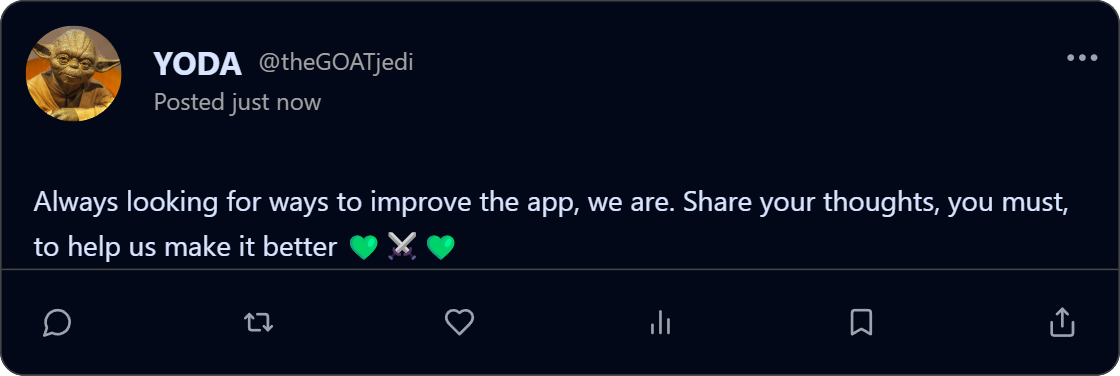 YODA @theGOATjedi
Posted just now
Always looking for ways to improve the app, we are. Share your thoughts, you must,
to help us make it better 💚⚔️💚